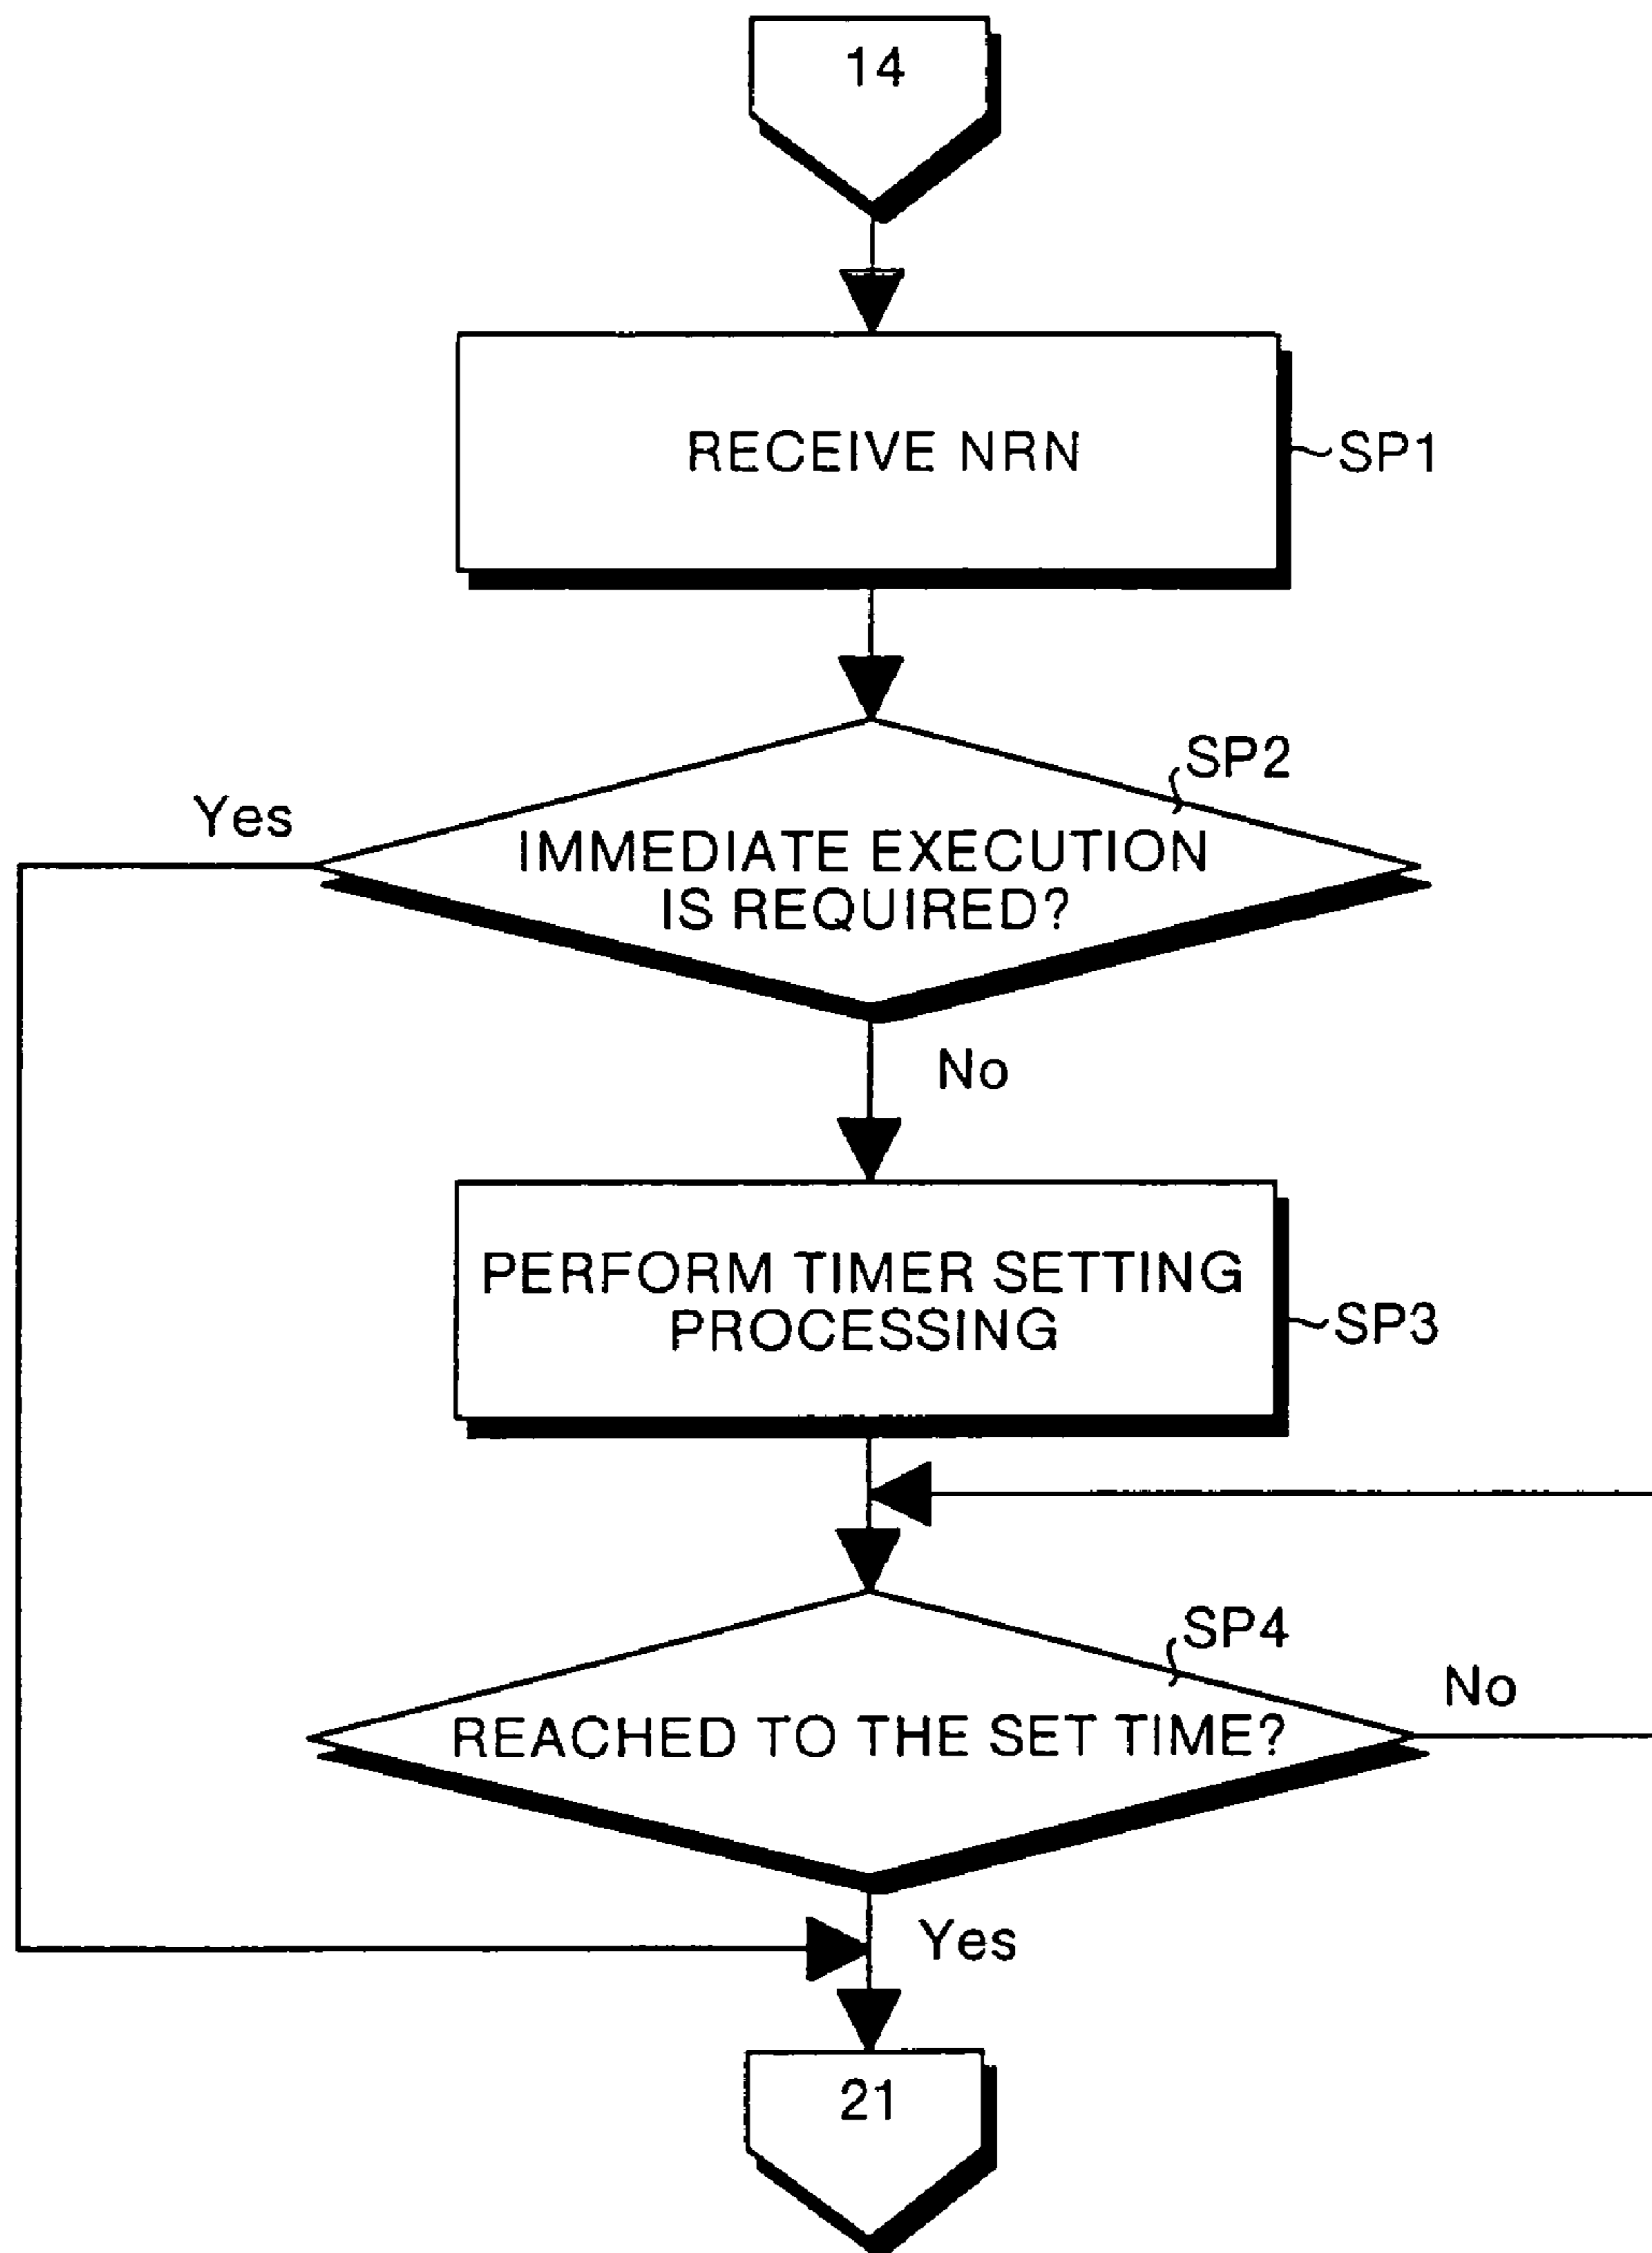 14
RECEIVE NRN
SP1
SP2
Yes
IMMEDIATE EXECUTION
IS REQUIRED?
No
PERFORM TIMER SETTING
PROCESSING
SP3
SP4
No
REACHED TO THE SET TIME?
Yes
21